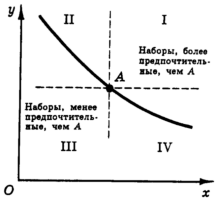 y
II
I
A
Наборы, более
предпочтитель-
ные, чем A
Наборы, менее
предпочтитель-
ные, чем A
III
IV
O
x